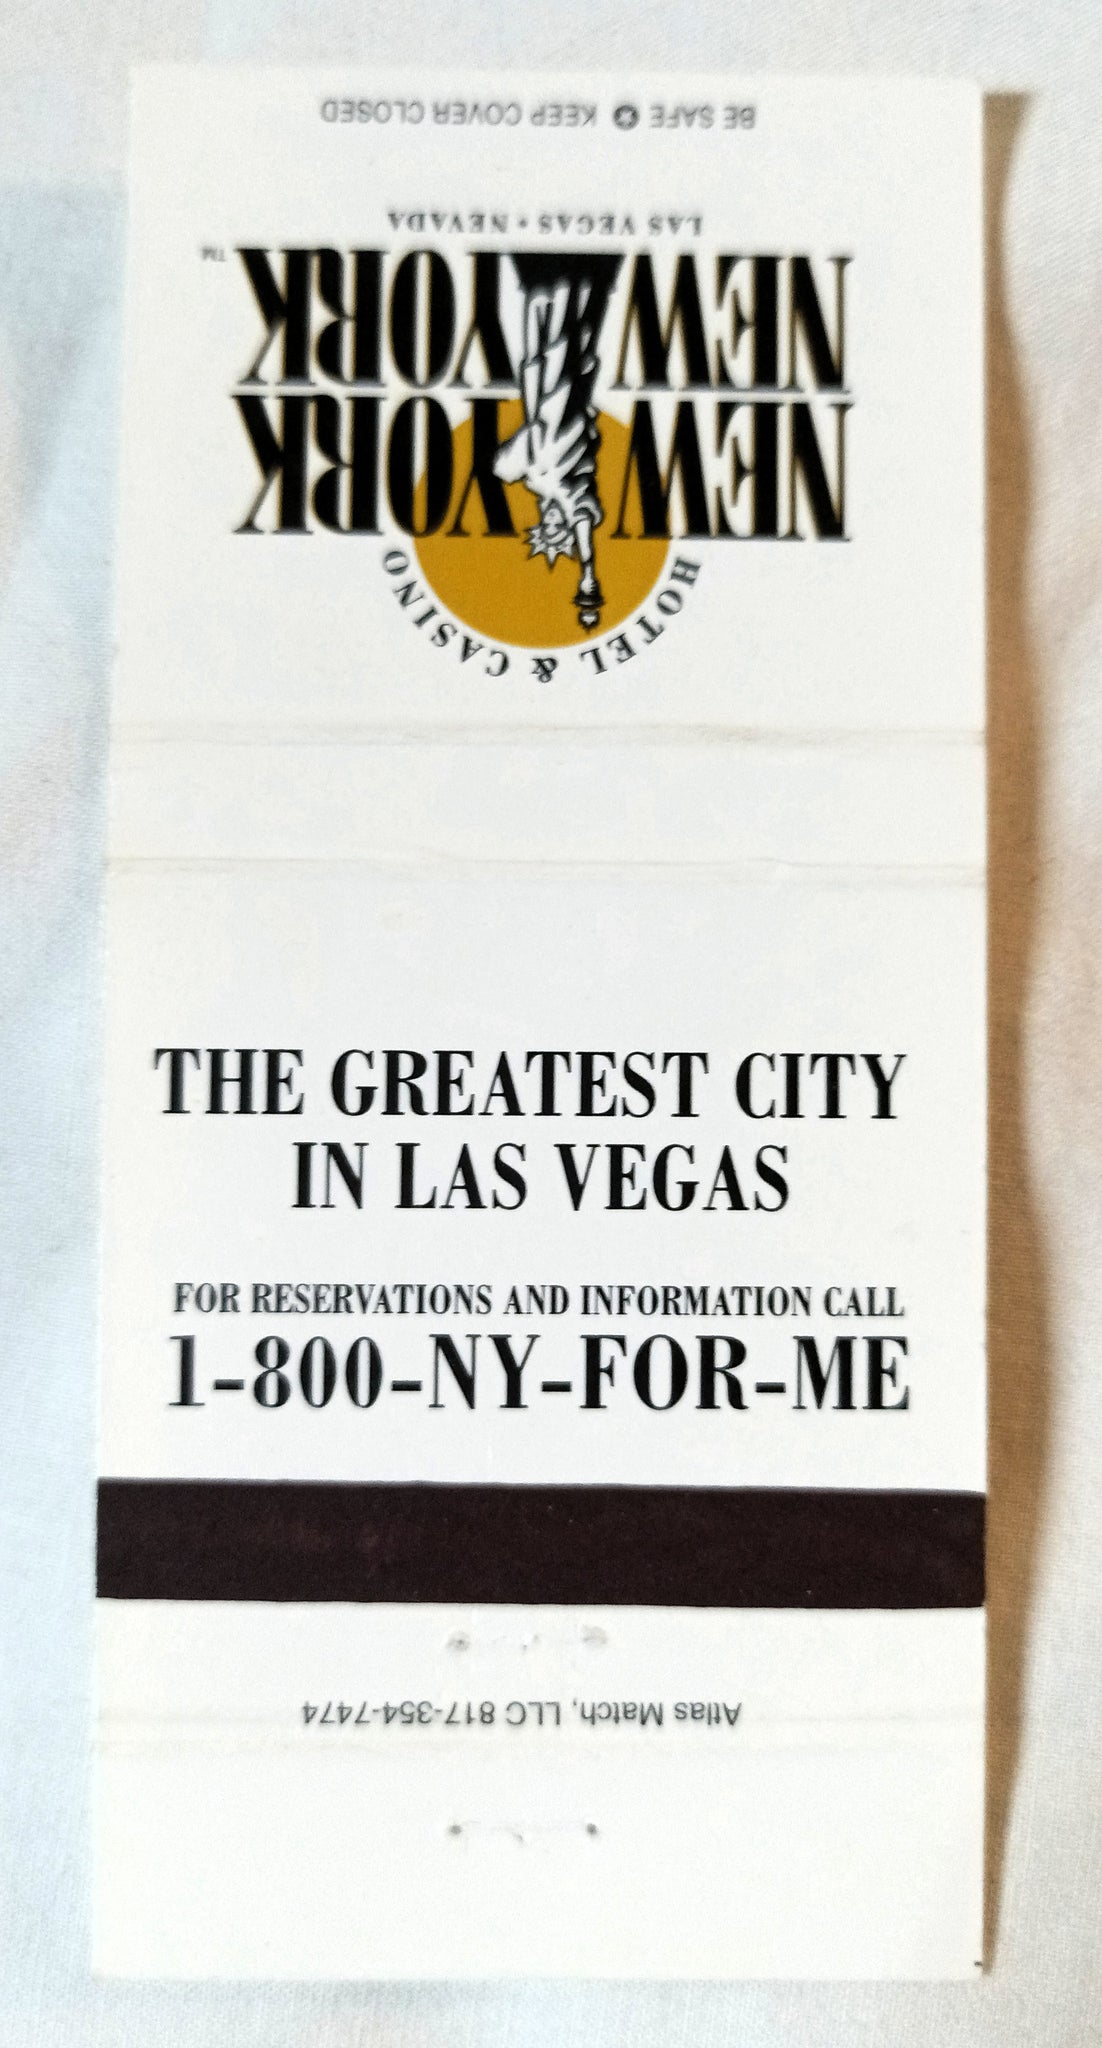 BE SAFE ✪ KEEP COVER CLOSED
HOTEL & CASINO
NEW YORK
NEW YORK™
LAS VEGAS • NEVADA
THE GREATEST CITY
IN LAS VEGAS
FOR RESERVATIONS AND INFORMATION CALL
1-800-NY-FOR-ME
Atlas Match, LLC 817-354-7474